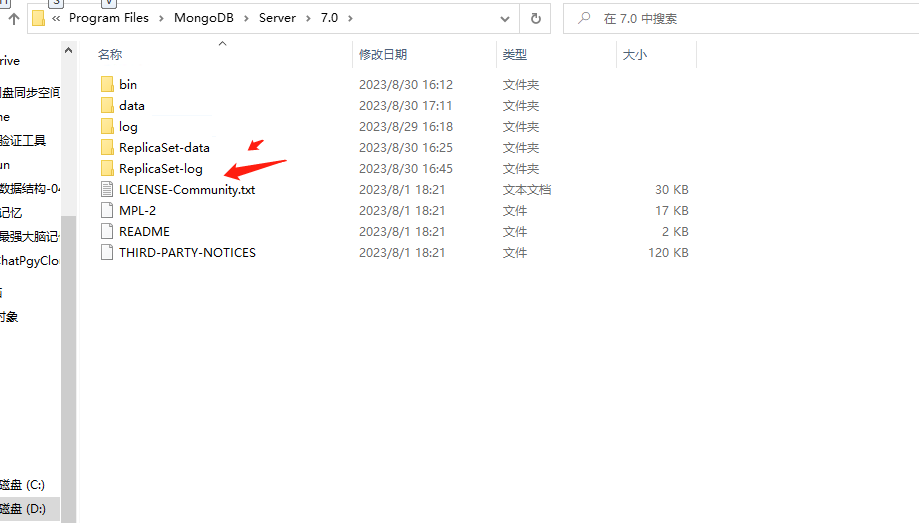 Program Files > MongoDB > Server > 7.0 >
在 7.0 中搜索
名称 修改日期 类型 大小
bin 2023/8/30 16:12 文件夹
data 2023/8/30 17:11 文件夹
log 2023/8/29 16:18 文件夹
ReplicaSet-data 2023/8/30 16:25 文件夹
ReplicaSet-log 2023/8/30 16:45 文件夹
LICENSE-Community.txt 2023/8/1 18:21 文本文档 30 KB
MPL-2 2023/8/1 18:21 文件 17 KB
README 2023/8/1 18:21 文件 2 KB
THIRD-PARTY-NOTICES 2023/8/1 18:21 文件 120 KB
rive
盘同步空间
me
验证工具
un
数据结构-04
记忆
最强大脑记
ChatPgyClo
对象
磁盘 (C:)
磁盘 (D:)